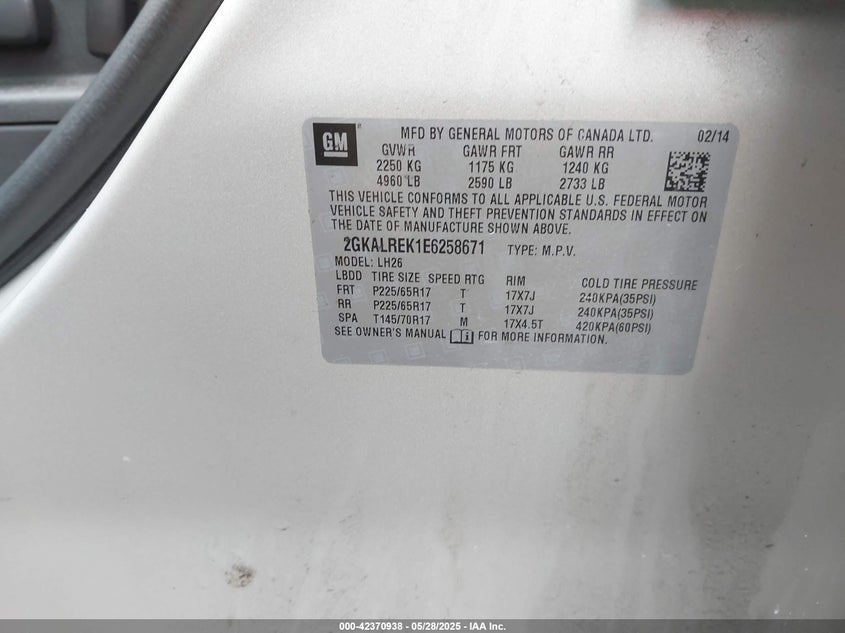 GM
MFD BY GENERAL MOTORS OF CANADA LTD. 02/14
GVWR GAWR FRT GAWR RR
2250 KG 1175 KG 1240 KG
4960 LB 2590 LB 2733 LB
THIS VEHICLE CONFORMS TO ALL APPLICABLE U.S. FEDERAL MOTOR
VEHICLE SAFETY AND THEFT PREVENTION STANDARDS IN EFFECT ON
THE DATE OF MANUFACTURE SHOWN ABOVE.
2GKALREK1E6258671 TYPE: M.P.V.
MODEL: LH26
LBDD TIRE SIZE SPEED RTG RIM COLD TIRE PRESSURE
FRT P225/65R17 T 17X7J 240KPA(35PSI)
RR P225/65R17 T 17X7J 240KPA(35PSI)
SPA T145/70R17 M 17X4.5T 420KPA(60PSI)
SEE OWNER'S MANUAL FOR MORE INFORMATION.
000-42370938 - 05/28/2025 - IAA Inc.